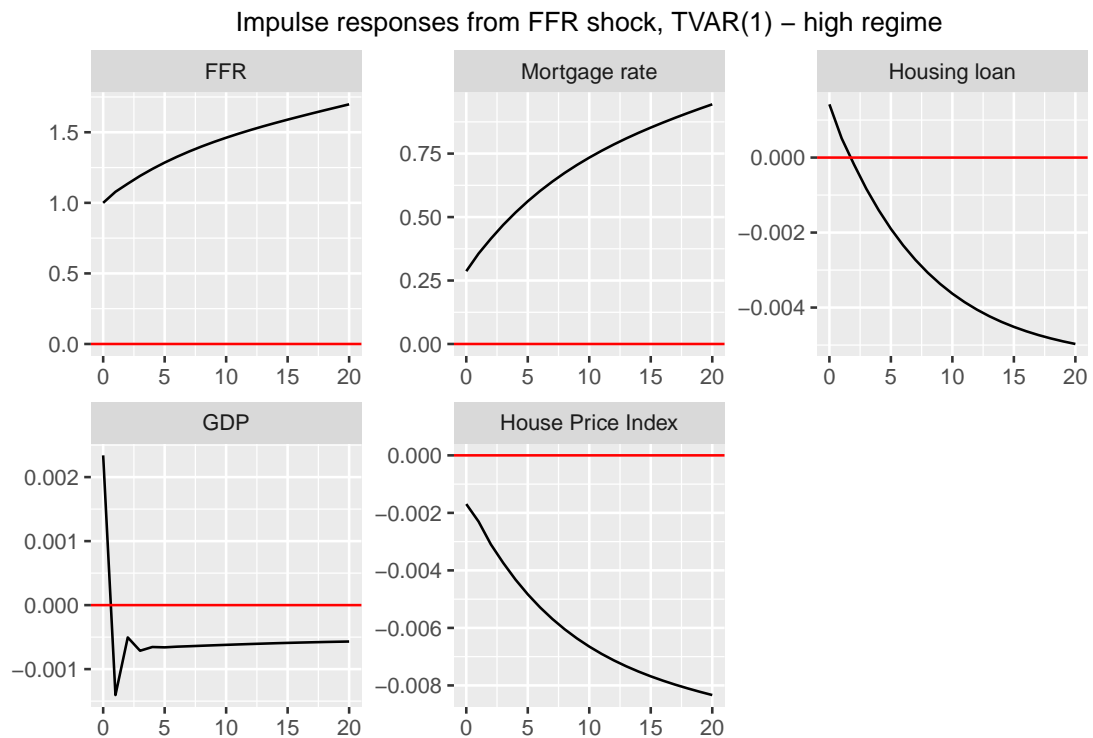 Impulse responses from FFR shock, TVAR(1) − high regime
FFR
1.5
1.0
0.5
0.0
0 5 10 15 20
Mortgage rate
0.75
0.50
0.25
0.00
0 5 10 15 20
Housing loan
0.000
−0.002
−0.004
0 5 10 15 20
GDP
0.002
0.001
0.000
−0.001
0 5 10 15 20
House Price Index
0.000
−0.002
−0.004
−0.006
−0.008
0 5 10 15 20